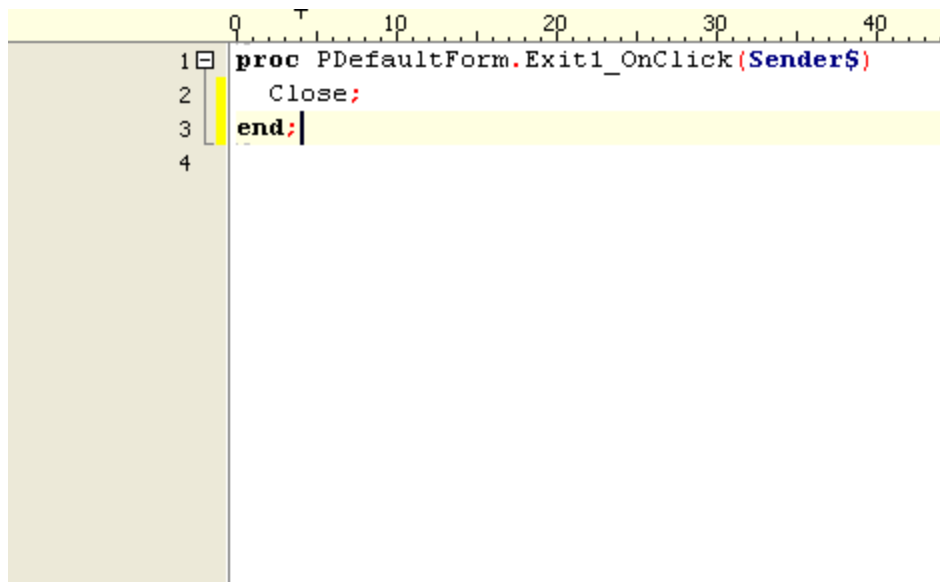 0 10 20 30 40
1 proc PDefaultForm.Exit1_OnClick(Sender$)
2 Close;
3 end;
4